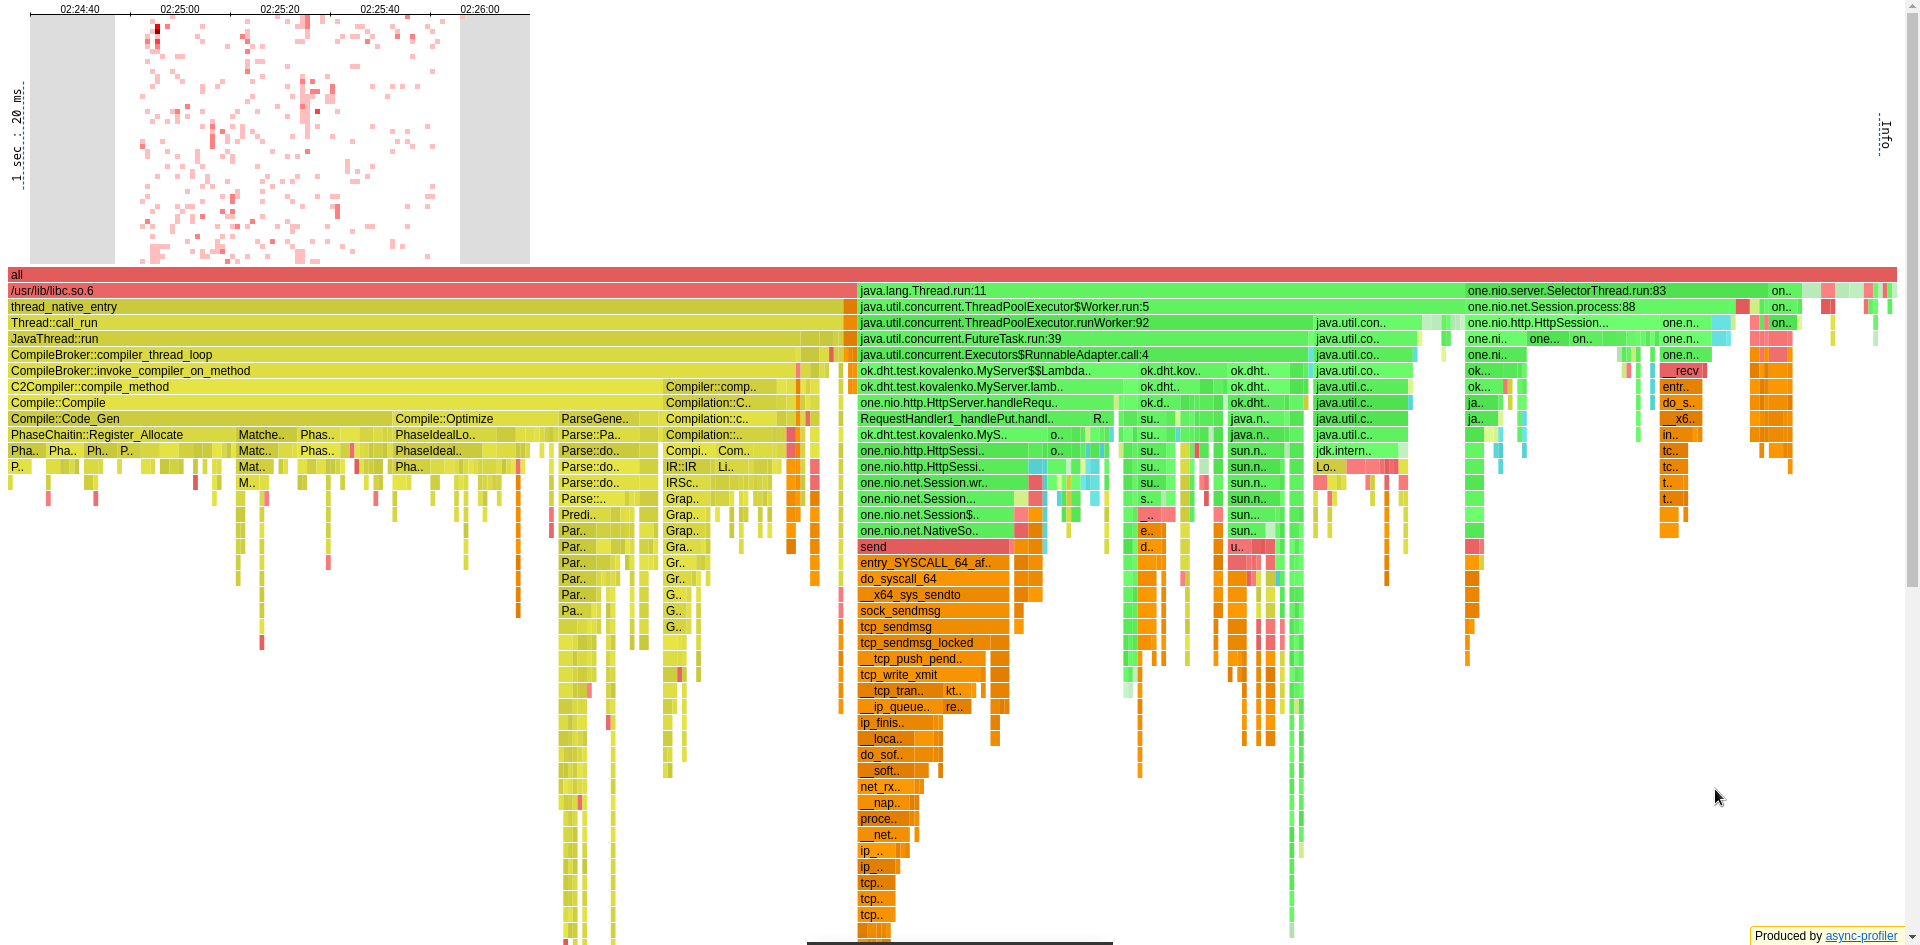 02:24:40 02:25:00 02:25:20 02:25:40 02:26:00
1 sec : 20 ms
Info
all
/usr/lib/libc.so.6 java.lang.Thread.run:11 one.nio.server.SelectorThread.run:83 on..
thread_native_entry java.util.concurrent.ThreadPoolExecutor$Worker.run:5 one.nio.net.Session.process:88 on..
Thread::call_run java.util.concurrent.ThreadPoolExecutor.runWorker:92 java.util.con.. one.nio.http.HttpSession... one.n.. on..
JavaThread::run java.util.concurrent.FutureTask.run:39 java.util.co.. one.ni.. one... on.. one.n..
CompileBroker::compiler_thread_loop java.util.concurrent.Executors$RunnableAdapter.call:4 java.util.co.. one.ni.. one.n..
CompileBroker::invoke_compiler_on_method ok.dht.test.kovalenko.MyServer$$Lambda.. ok.dht.kov.. ok.dht.. java.util.co.. ok... __recv
C2Compiler::compile_method Compiler::comp.. ok.dht.test.kovalenko.MyServer.lamb.. ok.dht.. ok.dht.. java.util.c.. ok... entr..
Compile::Compile Compilation::C.. one.nio.http.HttpServer.handleRequ.. ok.d.. ok.dht.. java.util.c.. ja.. do_s..
Compile::Code_Gen Compile::Optimize ParseGene.. Compilation::c.. RequestHandler1_handlePut.handl.. R.. su.. java.n.. java.util.c.. ja.. __x6..
PhaseChaitin::Register_Allocate Matche.. Phas.. PhaseIdealLo.. Parse::Pa.. Compilation::.. ok.dht.test.kovalenko.MyS.. o.. su.. java.n.. java.util.c.. in..
Pha.. Pha.. Ph.. P.. Matc.. Phas.. PhaseIdeal.. Parse::do.. Compi.. Com.. one.nio.http.HttpSessi.. o.. su.. sun.n.. jdk.intern.. tc..
P.. Mat.. Pha.. Parse::do.. IR::IR Li.. one.nio.http.HttpSessi.. su.. sun.n.. Lo.. tc..
M.. Parse::do.. IRSc.. one.nio.net.Session.wr.. su.. sun.n.. t..
Parse::.. Grap.. one.nio.net.Session... s.. sun.n.. t..
Predi.. Grap.. one.nio.net.Session$.. _.. sun...
Par.. Grap.. one.nio.net.NativeSo.. e.. sun..
Par.. Gra.. send d.. u..
Par.. Gr.. entry_SYSCALL_64_af..
Par.. Gr.. do_syscall_64
Par.. G.. __x64_sys_sendto
Pa.. G.. sock_sendmsg
G.. tcp_sendmsg
tcp_sendmsg_locked
__tcp_push_pend..
tcp_write_xmit
__tcp_tran.. kt..
__ip_queue.. re..
ip_finis..
__loca..
do_sof..
__soft..
net_rx..
__nap..
proce..
__net..
ip_..
ip_..
tcp..
tcp..
tcp..
Produced by async-profiler